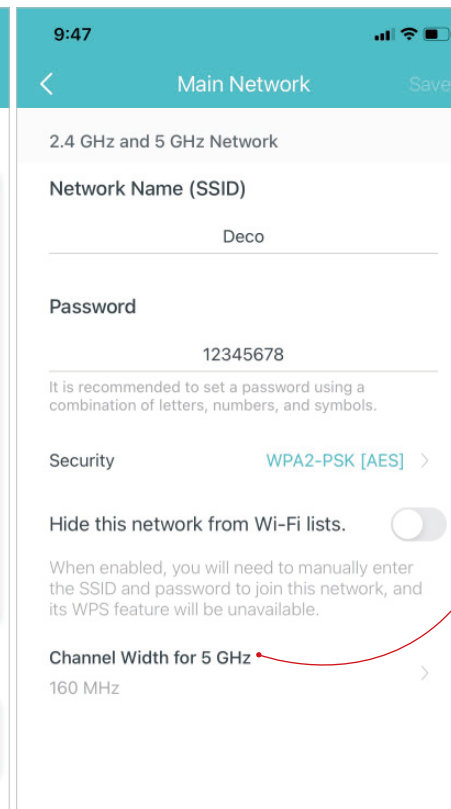 9:47
Main Network
Save
2.4 GHz and 5 GHz Network
Network Name (SSID)
Deco
Password
12345678
It is recommended to set a password using a
combination of letters, numbers, and symbols.
Security WPA2-PSK [AES]
Hide this network from Wi-Fi lists.
When enabled, you will need to manually enter
the SSID and password to join this network, and
its WPS feature will be unavailable.
Channel Width for 5 GHz
160 MHz